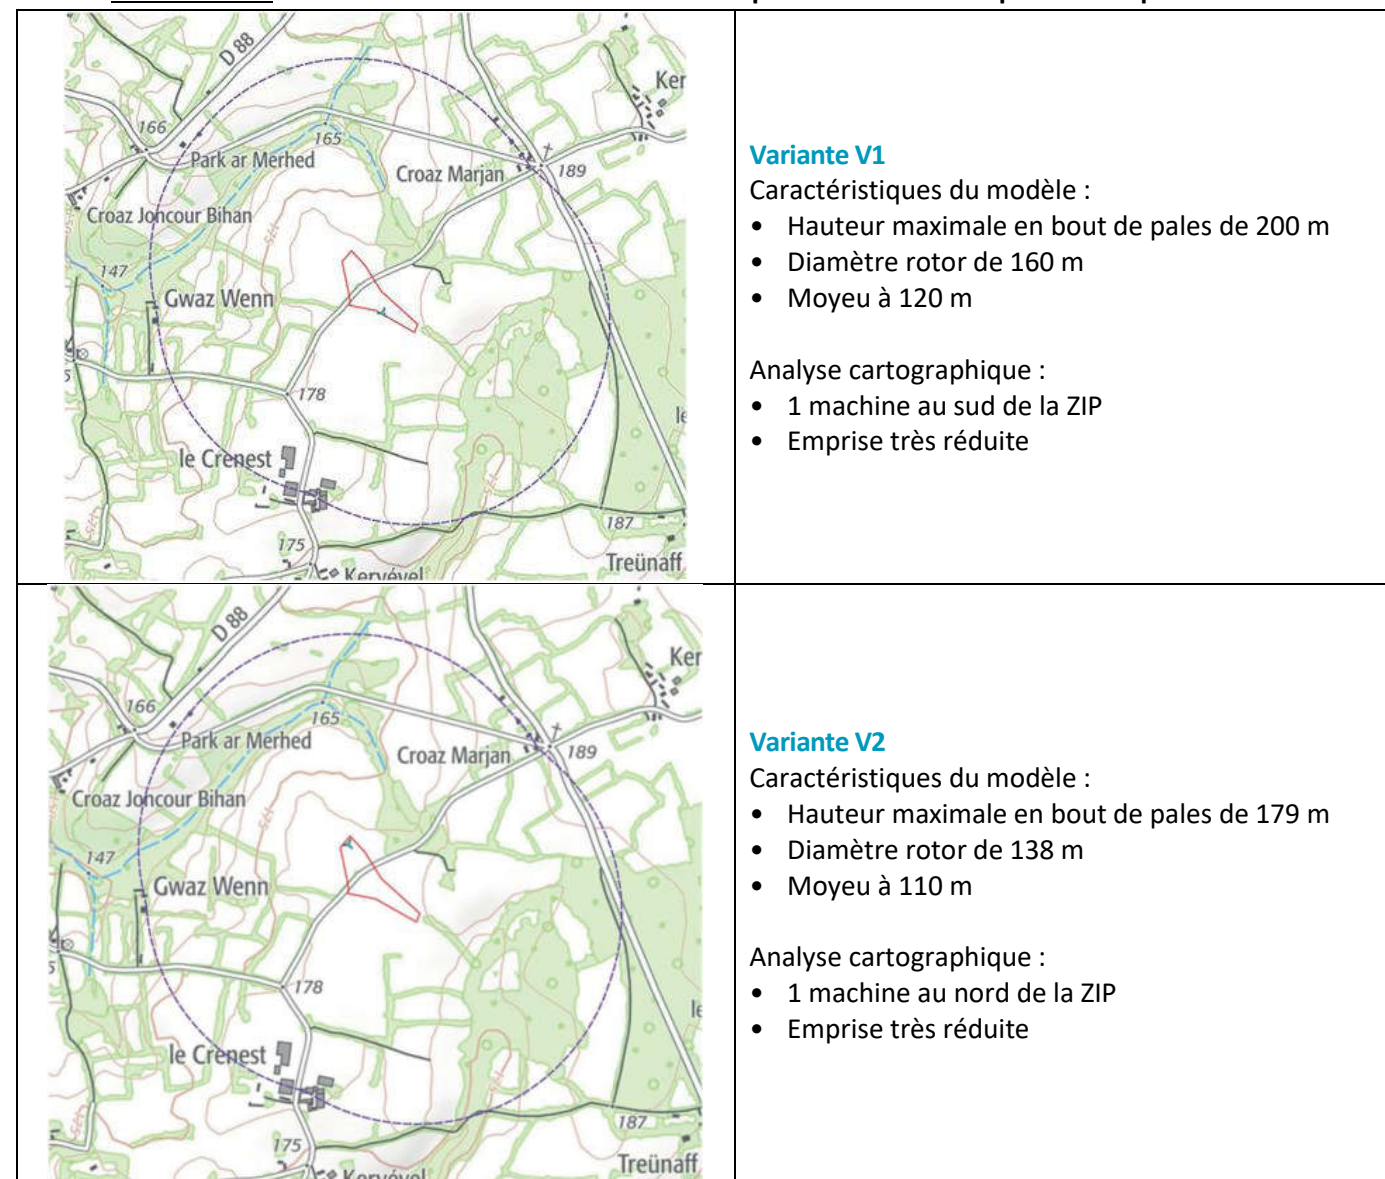 D 88
Ker
166
165
Park ar Merhed
Croaz Marjan
189
Croaz Joncour Bihan
147
Gwaz Wenn
178
le Crenest
187
175
Treünaff
Kervével
Variante V1
Caractéristiques du modèle :
• Hauteur maximale en bout de pales de 200 m
• Diamètre rotor de 160 m
• Moyeu à 120 m
Analyse cartographique :
• 1 machine au sud de la ZIP
• Emprise très réduite
D 88
Ker
166
165
Park ar Merhed
Croaz Marjan
189
Croaz Joncour Bihan
175
147
Gwaz Wenn
178
le
le Crenest
175
187
175
Treünaff
Kervével
Variante V2
Caractéristiques du modèle :
• Hauteur maximale en bout de pales de 179 m
• Diamètre rotor de 138 m
• Moyeu à 110 m
Analyse cartographique :
• 1 machine au nord de la ZIP
• Emprise très réduite